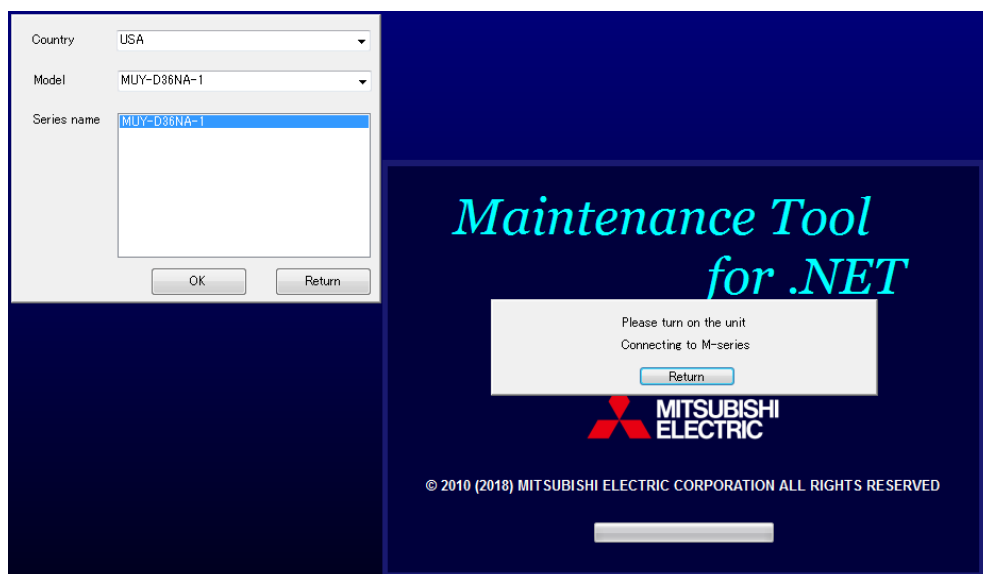 Country
USA
Model
MUY-D36NA-1
Series name
MUY-D36NA-1
OK
Return
Maintenance Tool
for .NET
Please turn on the unit
Connecting to M-series
Return
MITSUBISHI
ELECTRIC
© 2010 (2018) MITSUBISHI ELECTRIC CORPORATION ALL RIGHTS RESERVED